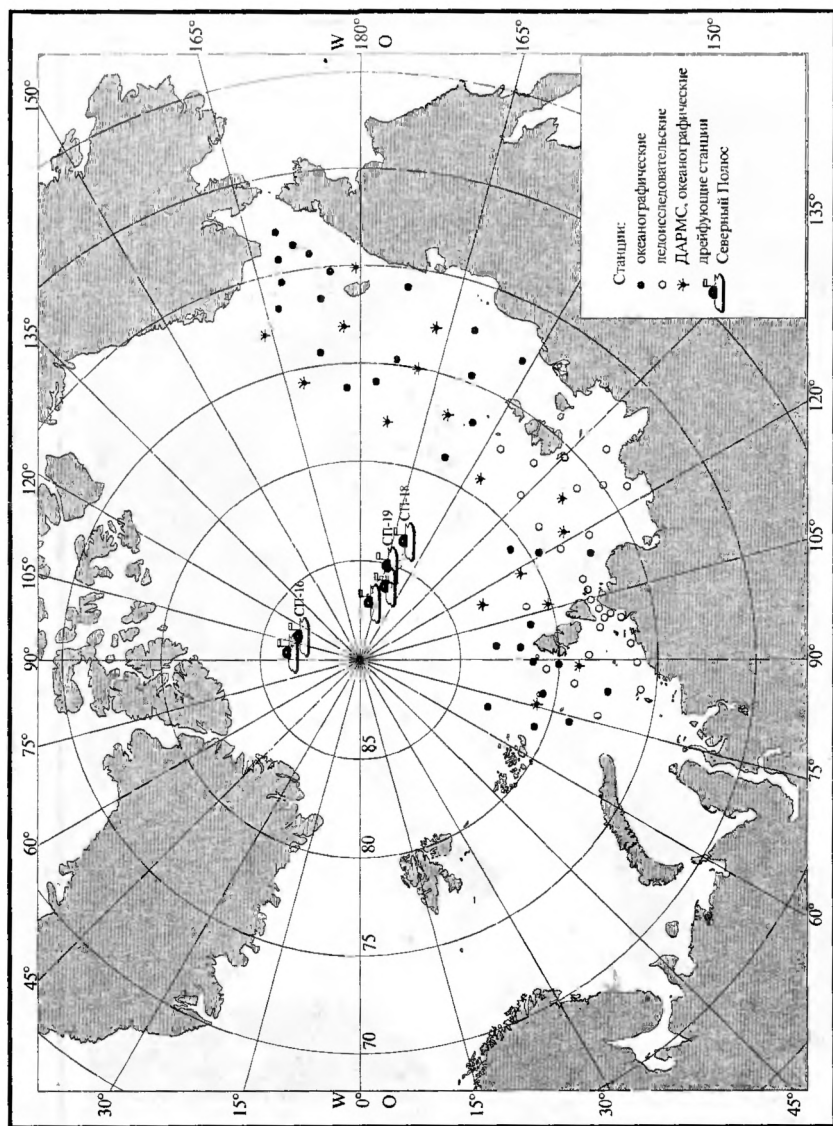 150°
165°
W
180°
O
165°
150°
135°
120°
105°
90°
75°
60°
45°
30°
15°
W
0°
O
15°
30°
45°
60°
75°
90°
105°
120°
135°
85
80
75
70
СП-16
СП-19
СП-18
Станции:
океанографические
ледоисследовательские
ДАРМС, океанографические
дрейфующие станции
Северный Полюс